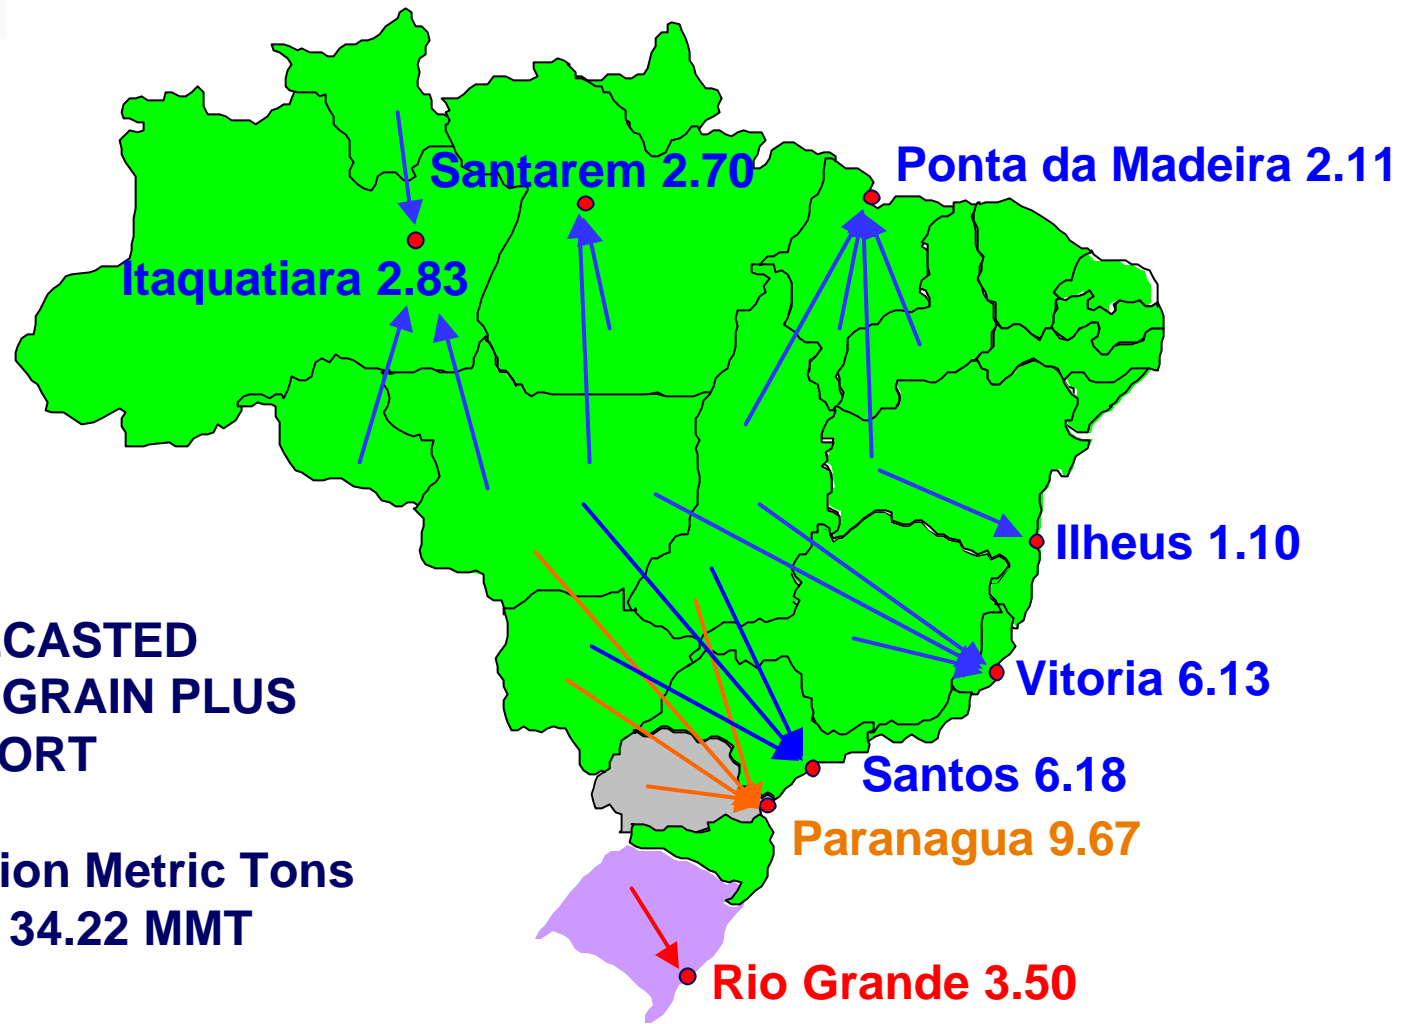 Santarem 2.70
Ponta da Madeira 2.11
Itaquatiara 2.83
Ilheus 1.10
CASTED
GRAIN PLUS
ORT
Vitoria 6.13
Santos 6.18
Paranagua 9.67
ion Metric Tons
34.22 MMT
Rio Grande 3.50